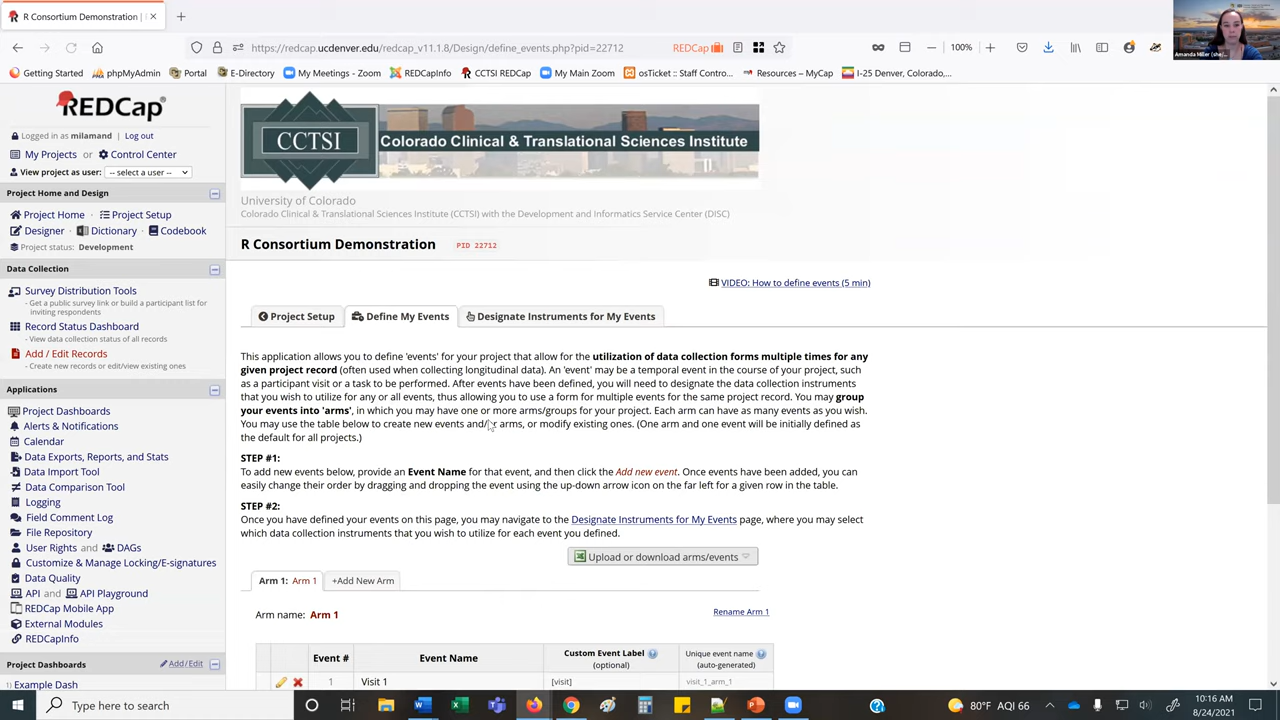 R Consortium Demonstration |
https://redcap.ucdenver.edu/redcap_v11.1.8/Design/define_events.php?pid=22712
REDCap
100%
Getting Started
phpMyAdmin
Portal
E-Directory
My Meetings - Zoom
REDCapInfo
CCTSI REDCap
My Main Zoom
osTicket :: Staff Contro...
Resources – MyCap
I-25 Denver, Colorado,...
Amanda Miller (she/...
REDCap
Logged in as milamand | Log out
My Projects or Control Center
View project as user: -- select a user --
Project Home and Design
Project Home · Project Setup
Designer · Dictionary · Codebook
Project status: Development
Data Collection
Survey Distribution Tools
- Get a public survey link or build a participant list for
inviting respondents
Record Status Dashboard
- View data collection status of all records
Add / Edit Records
- Create new records or edit/view existing ones
Applications
Project Dashboards
Alerts & Notifications
Calendar
Data Exports, Reports, and Stats
Data Import Tool
Data Comparison Tool
Logging
Field Comment Log
File Repository
User Rights and DAGs
Customize & Manage Locking/E-signatures
Data Quality
API and API Playground
REDCap Mobile App
External Modules
REDCapInfo
Project Dashboards Add/Edit
1) Example Dash
CCTSI
Colorado Clinical & Translational Sciences Institute
University of Colorado
Colorado Clinical & Translational Sciences Institute (CCTSI) with the Development and Informatics Service Center (DISC)
R Consortium Demonstration PID 22712
VIDEO: How to define events (5 min)
Project Setup
Define My Events
Designate Instruments for My Events
This application allows you to define 'events' for your project that allow for the utilization of data collection forms multiple times for any
given project record (often used when collecting longitudinal data). An 'event' may be a temporal event in the course of your project, such
as a participant visit or a task to be performed. After events have been defined, you will need to designate the data collection instruments
that you wish to utilize for any or all events, thus allowing you to use a form for multiple events for the same project record. You may group
your events into 'arms', in which you may have one or more arms/groups for your project. Each arm can have as many events as you wish.
You may use the table below to create new events and/or arms, or modify existing ones. (One arm and one event will be initially defined as
the default for all projects.)
STEP #1:
To add new events below, provide an Event Name for that event, and then click the Add new event. Once events have been added, you can
easily change their order by dragging and dropping the event using the up-down arrow icon on the far left for a given row in the table.
STEP #2:
Once you have defined your events on this page, you may navigate to the Designate Instruments for My Events page, where you may select
which data collection instruments that you wish to utilize for each event you defined.
Upload or download arms/events
Arm 1: Arm 1
+Add New Arm
Arm name: Arm 1
Rename Arm 1
Event #
Event Name
Custom Event Label
(optional)
Unique event name
(auto-generated)
1
Visit 1
[visit]
visit_1_arm_1
Type here to search
80°F AQI 66
10:16 AM
8/24/2021